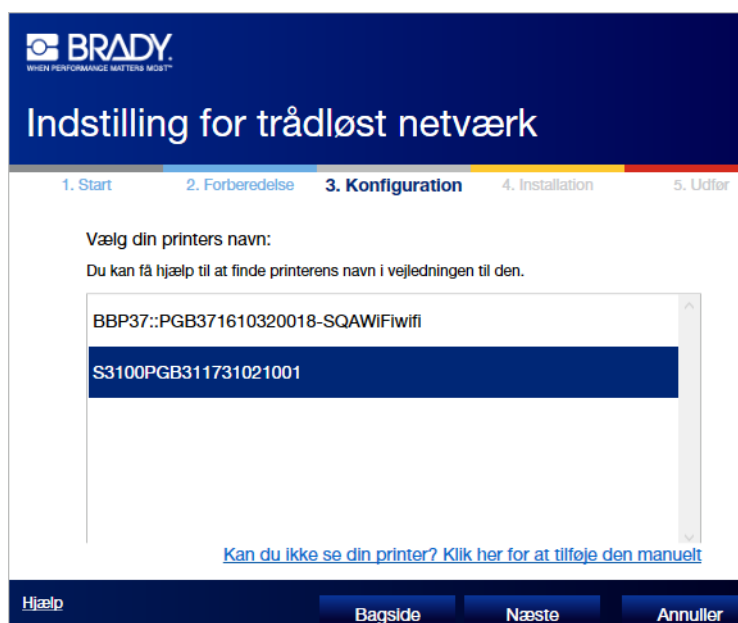 BRADY.
WHEN PERFORMANCE MATTERS MOST™
Indstilling for trådløst netværk
1. Start 2. Forberedelse 3. Konfiguration 4. Installation 5. Udfør
Vælg din printers navn:
Du kan få hjælp til at finde printerens navn i vejledningen til den.
BBP37::PGB371610320018-SQAWiFiwifi
S3100PGB311731021001
Kan du ikke se din printer? Klik her for at tilføje den manuelt
Hjælp Bagside Næste Annuller